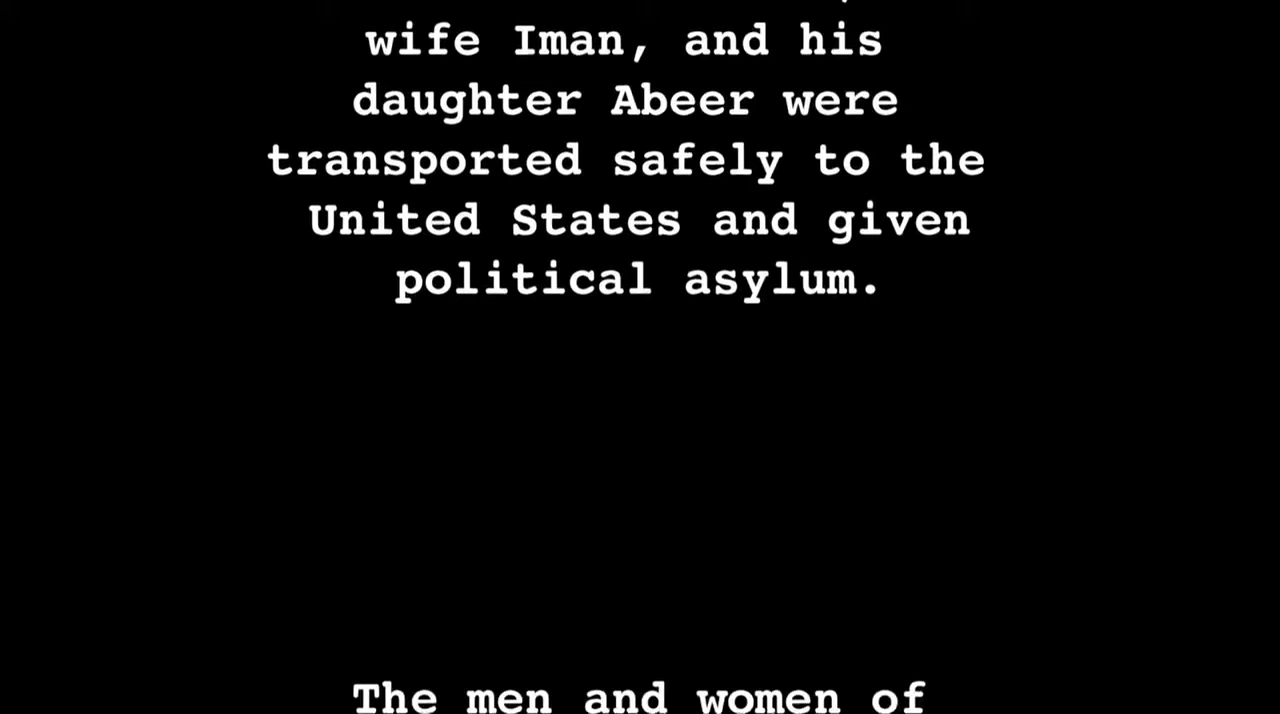 wife Iman, and his
daughter Abeer were
transported safely to the
United States and given
political asylum.
The men and women of